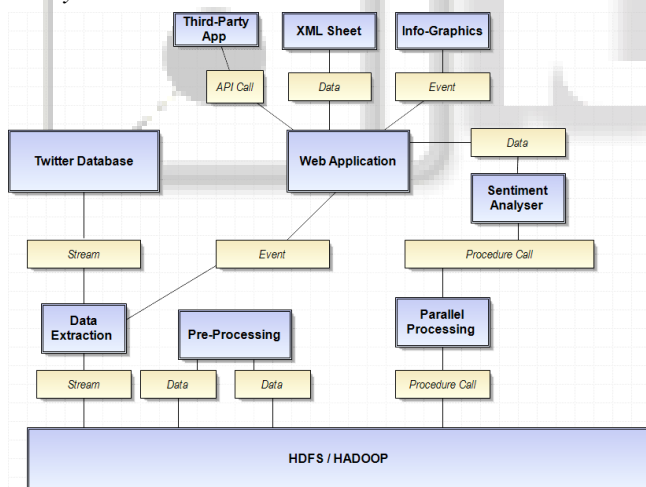 Third-Party
App
XML Sheet
Info-Graphics
API Call
Data
Event
Twitter Database
Web Application
Data
Sentiment
Analyser
Stream
Event
Procedure Call
Data
Extraction
Pre-Processing
Parallel
Processing
Stream
Data
Data
Procedure Call
HDFS / HADOOP